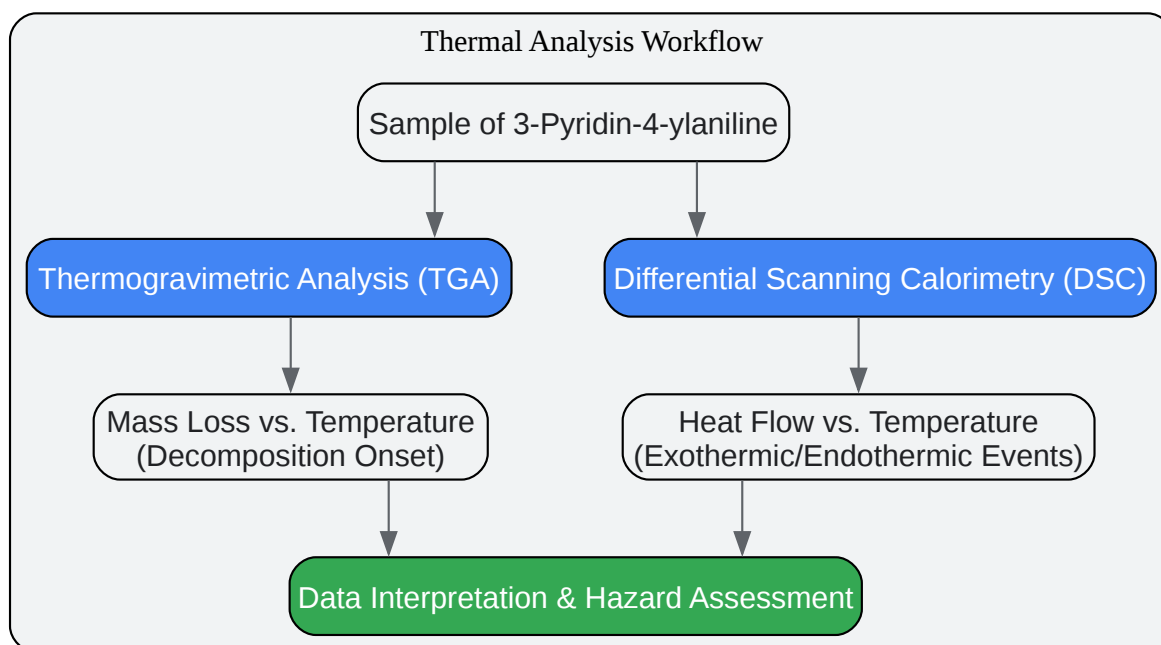 Thermal Analysis Workflow
Sample of 3-Pyridin-4-ylaniline
Thermogravimetric Analysis (TGA)
Differential Scanning Calorimetry (DSC)
Mass Loss vs. Temperature
(Decomposition Onset)
Heat Flow vs. Temperature
(Exothermic/Endothermic Events)
Data Interpretation & Hazard Assessment